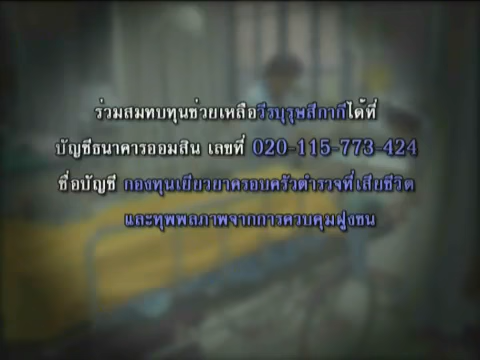 ร่วมสมทบทุนช่วยเหลือวีรบุรุษสีกากีได้ที่
บัญชีธนาคารออมสิน เลขที่ 020-115-773-424
ชื่อบัญชี กองทุนเยียวยาครอบครัวตำรวจที่เสียชีวิต
และทุพพลภาพจากการควบคุมฝูงชน